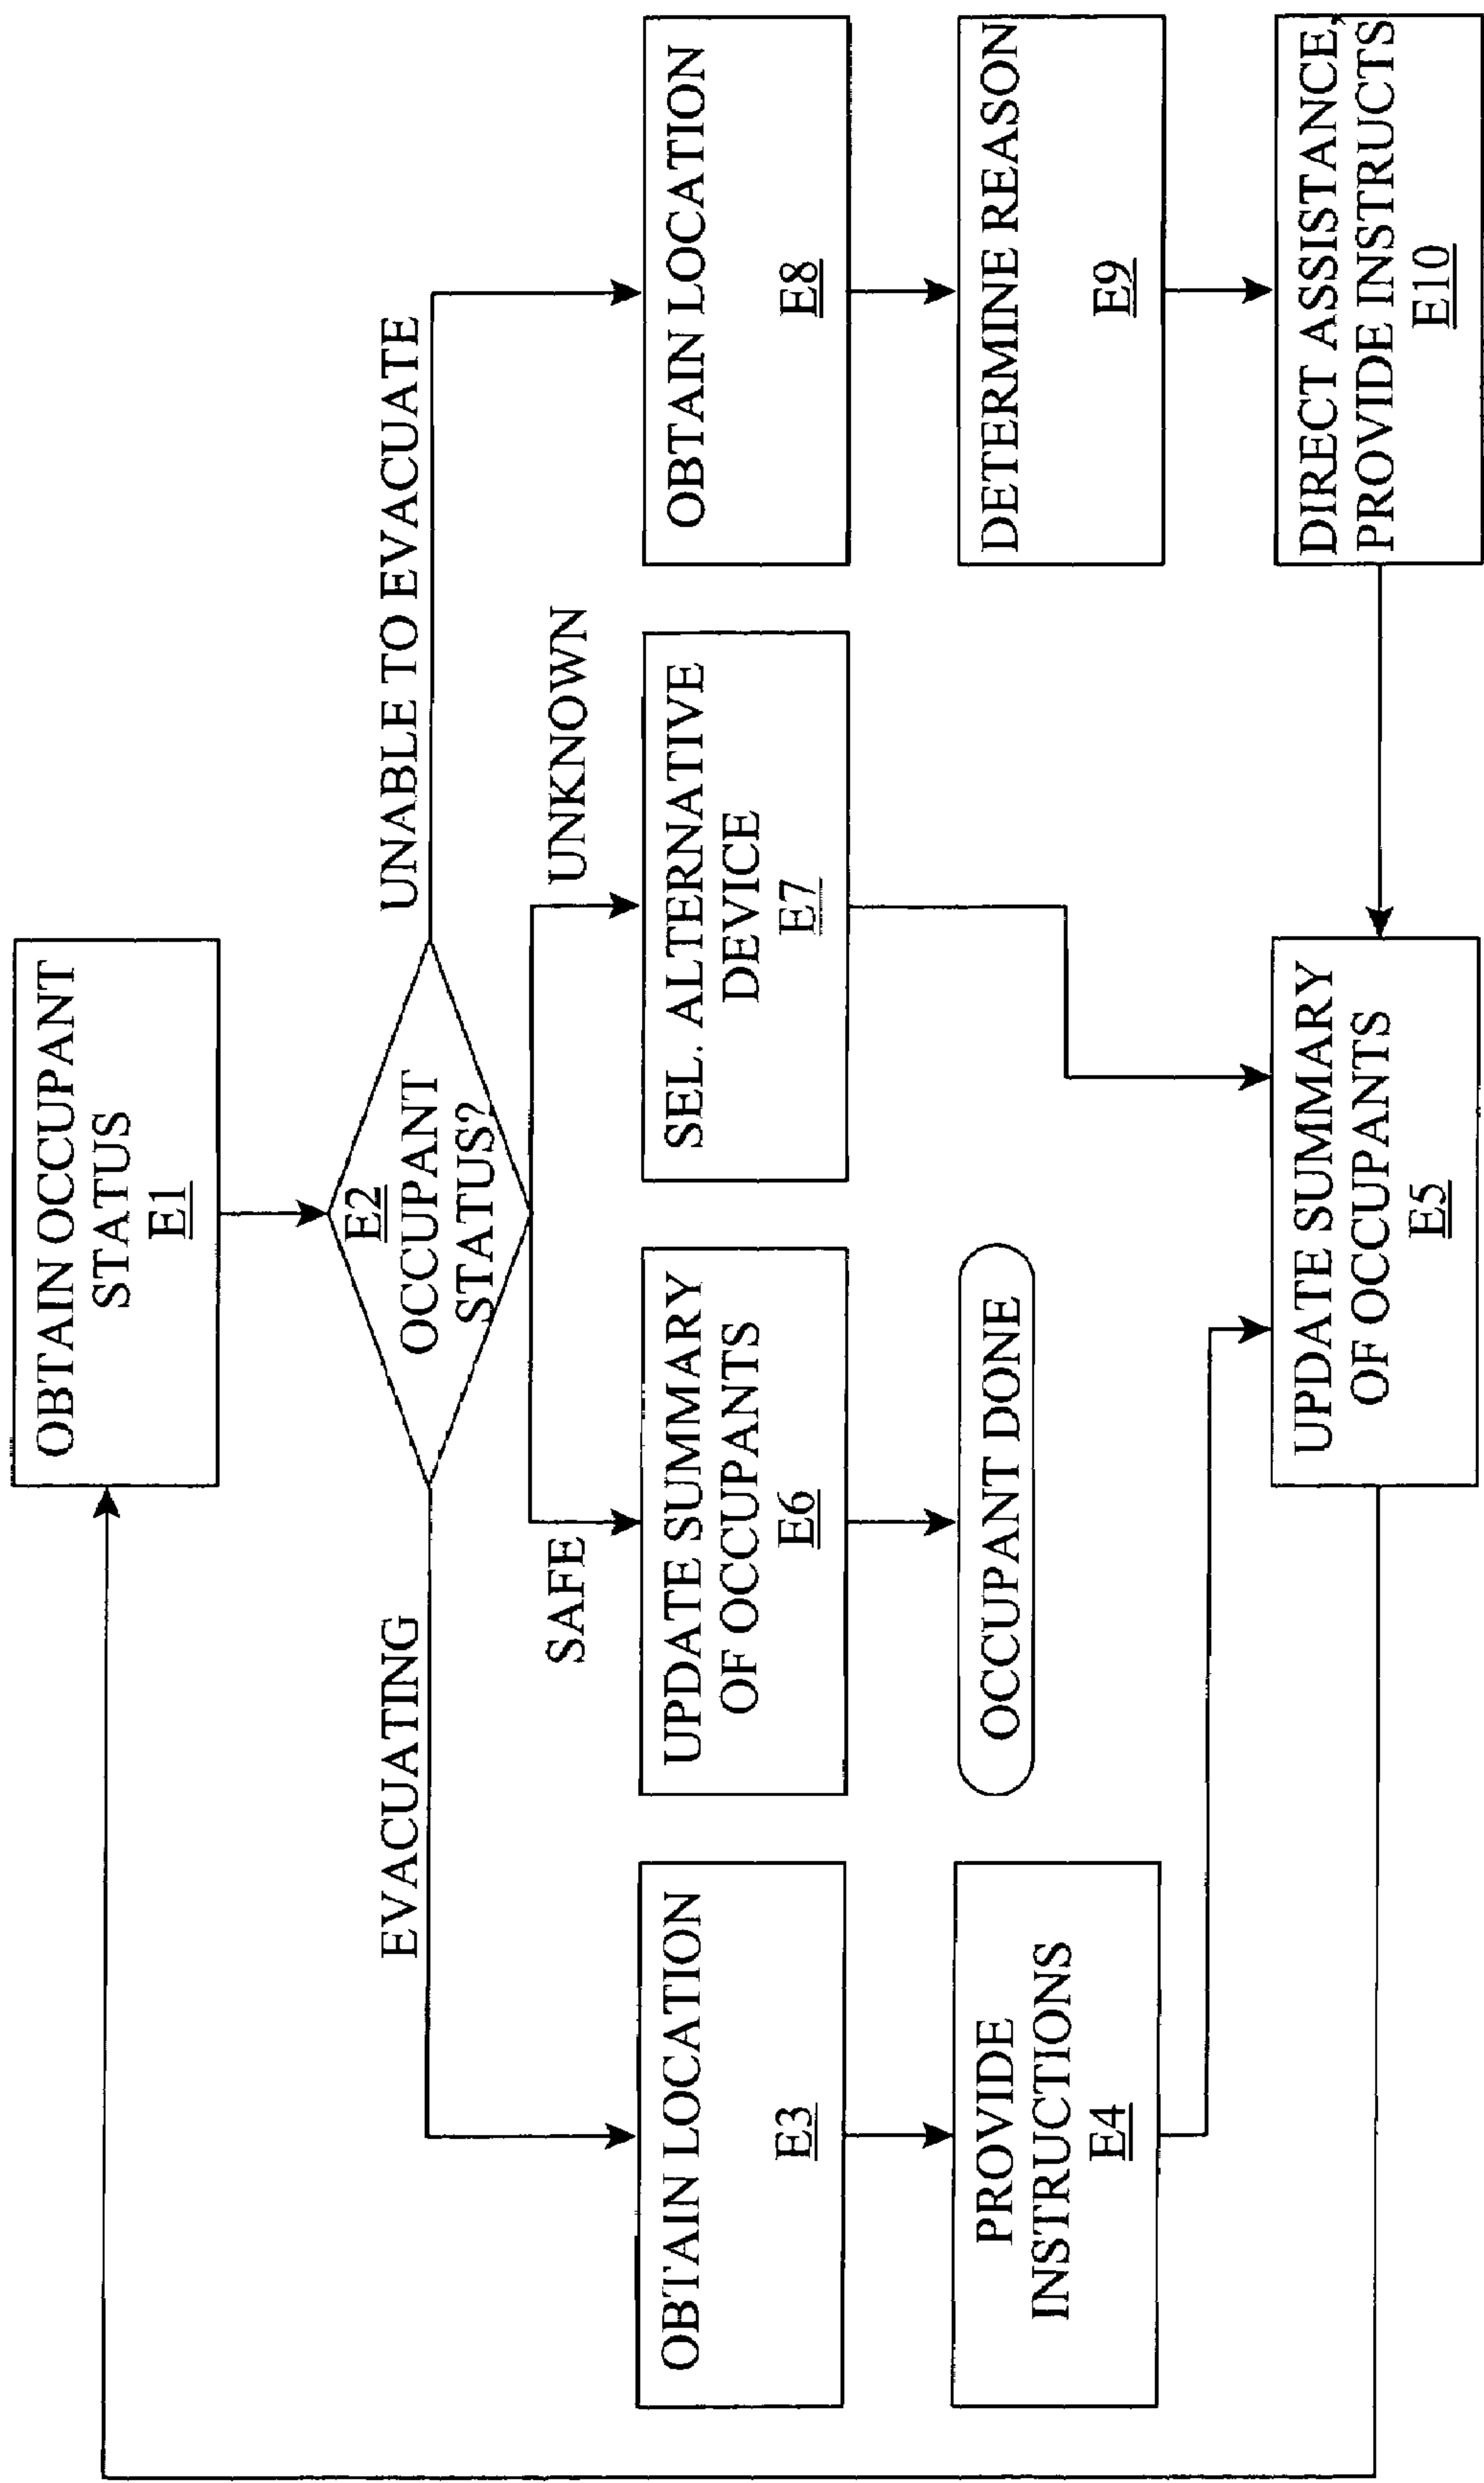 OBTAIN OCCUPANT
STATUS
E1
E2
OCCUPANT
STATUS?
EVACUATING
UNABLE TO EVACUATE
SAFE
UNKNOWN
OBTAIN LOCATION
E3
UPDATE SUMMARY
OF OCCUPANTS
E6
SEL. ALTERNATIVE
DEVICE
E7
OBTAIN LOCATION
E8
PROVIDE
INSTRUCTIONS
E4
OCCUPANT DONE
DETERMINE REASON
E9
UPDATE SUMMARY
OF OCCUPANTS
E5
DIRECT ASSISTANCE,
PROVIDE INSTRUCTS
E10